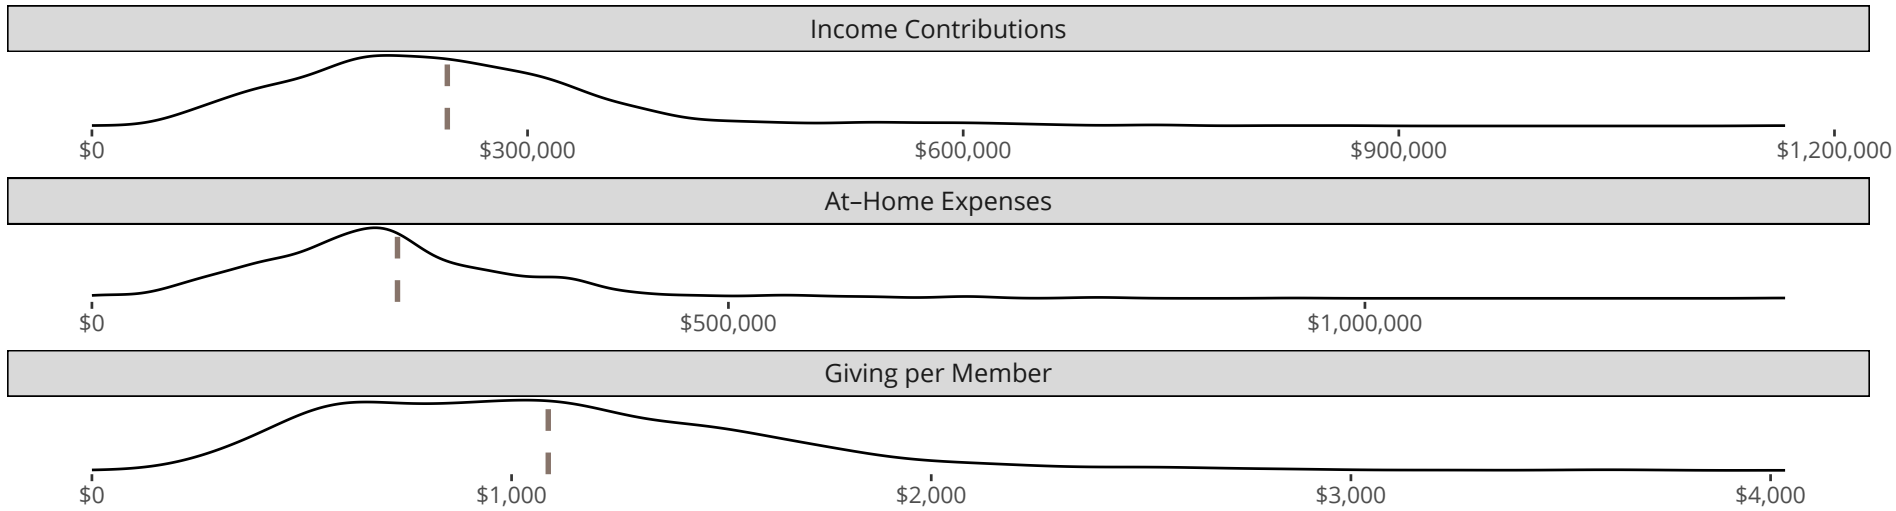 Income Contributions
$0 $300,000 $600,000 $900,000 $1,200,000
At–Home Expenses
$0 $500,000 $1,000,000
Giving per Member
$0 $1,000 $2,000 $3,000 $4,000